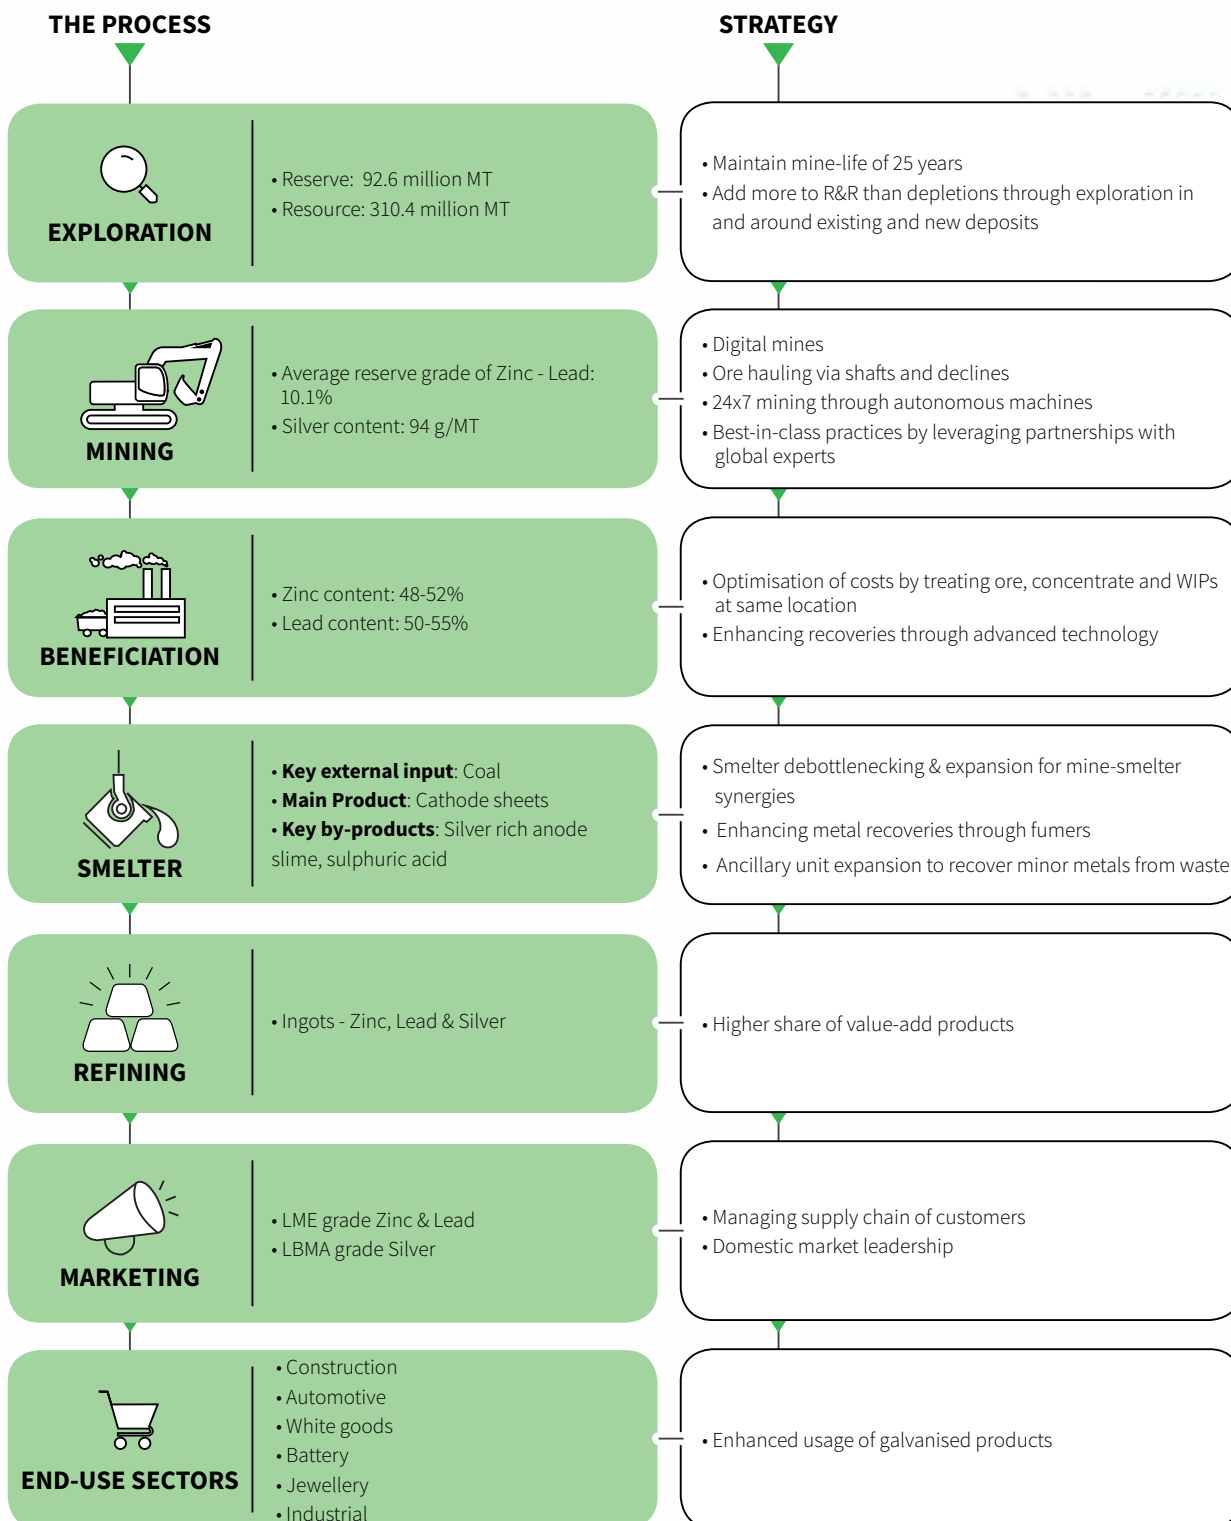 THE PROCESS
STRATEGY
EXPLORATION
• Reserve: 92.6 million MT
• Resource: 310.4 million MT
• Maintain mine-life of 25 years
• Add more to R&R than depletions through exploration in
and around existing and new deposits
MINING
• Average reserve grade of Zinc - Lead:
10.1%
• Silver content: 94 g/MT
• Digital mines
• Ore hauling via shafts and declines
• 24x7 mining through autonomous machines
• Best-in-class practices by leveraging partnerships with
global experts
BENEFICIATION
• Zinc content: 48-52%
• Lead content: 50-55%
• Optimisation of costs by treating ore, concentrate and WIPs
at same location
• Enhancing recoveries through advanced technology
SMELTER
• Key external input: Coal
• Main Product: Cathode sheets
• Key by-products: Silver rich anode
slime, sulphuric acid
• Smelter debottlenecking & expansion for mine-smelter
synergies
• Enhancing metal recoveries through fumers
• Ancillary unit expansion to recover minor metals from waste
REFINING
• Ingots - Zinc, Lead & Silver
• Higher share of value-add products
MARKETING
• LME grade Zinc & Lead
• LBMA grade Silver
• Managing supply chain of customers
• Domestic market leadership
END-USE SECTORS
• Construction
• Automotive
• White goods
• Battery
• Jewellery
• Industrial
• Enhanced usage of galvanised products